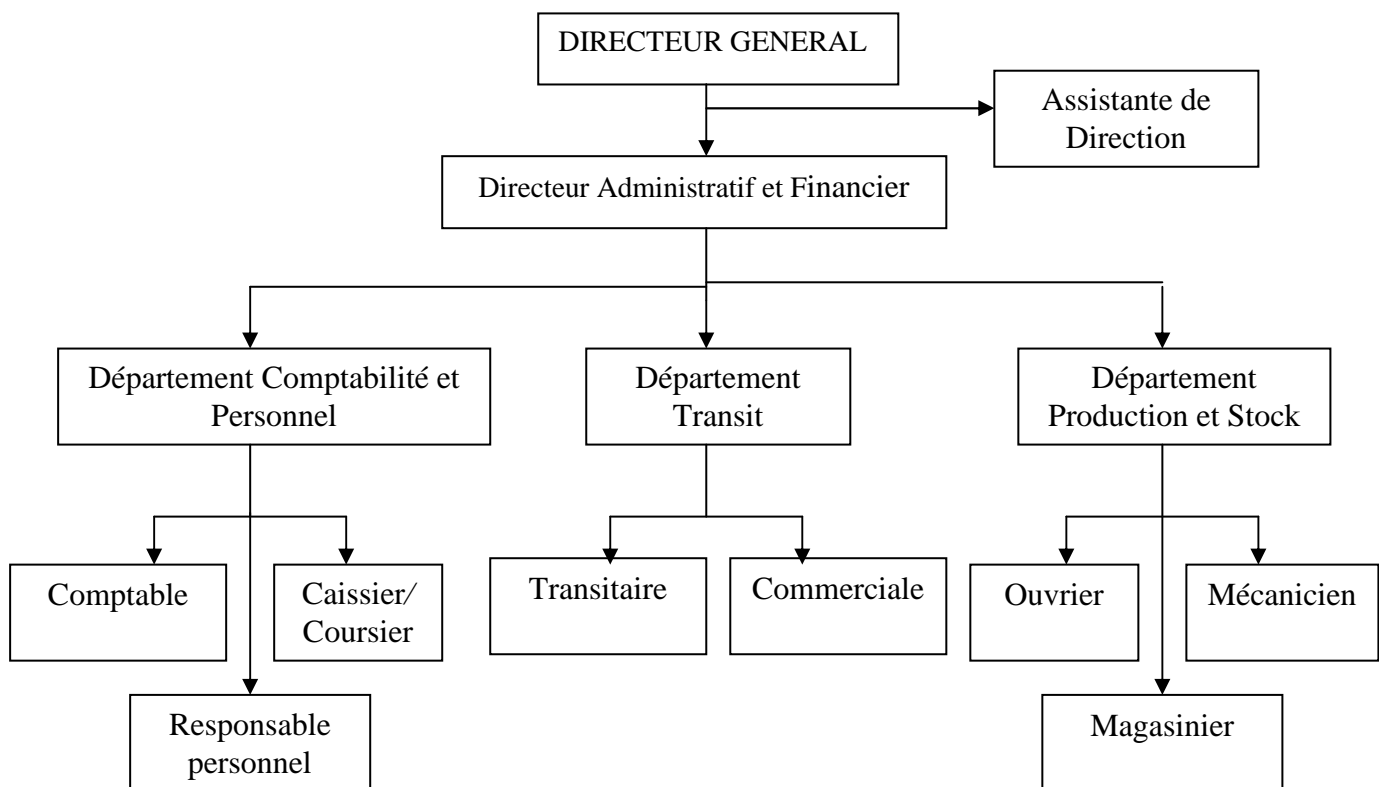 DIRECTEUR GENERAL
Assistante de
Direction
Directeur Administratif et Financier
Département Comptabilité et
Personnel
Département
Transit
Département
Production et Stock
Comptable
Caissier/
Coursier
Transitaire
Commerciale
Ouvrier
Mécanicien
Responsable
personnel
Magasinier